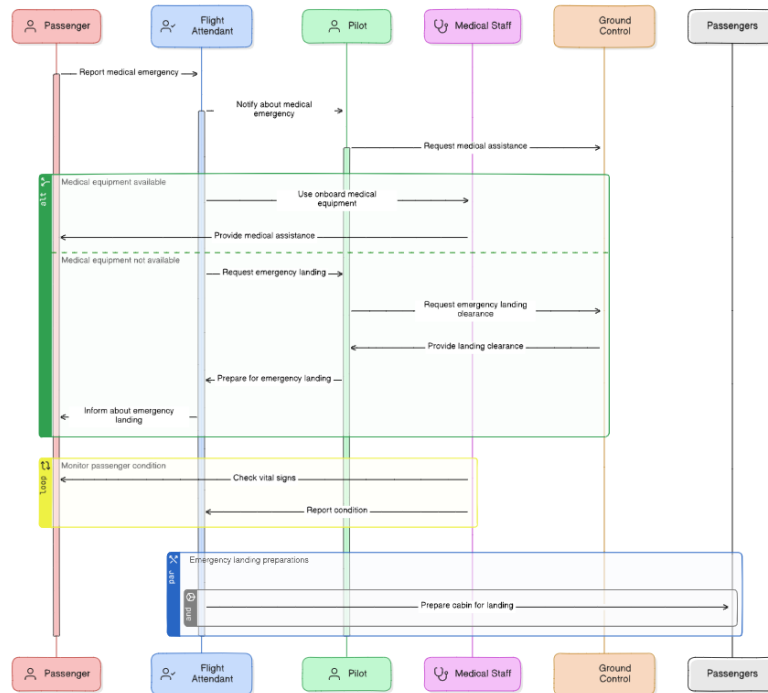 Passenger
Flight
Attendant
Pilot
Medical Staff
Ground
Control
Passengers
Report medical emergency
Notify about medical
emergency
Request medical assistance
alt
Medical equipment available
Use onboard medical
equipment
Provide medical assistance
Medical equipment not available
Request emergency landing
Request emergency landing
clearance
Provide landing clearance
Prepare for emergency landing
Inform about emergency
landing
loop
Monitor passenger condition
Check vital signs
Report condition
par
Emergency landing preparations
and
Prepare cabin for landing
Passenger
Flight
Attendant
Pilot
Medical Staff
Ground
Control
Passengers